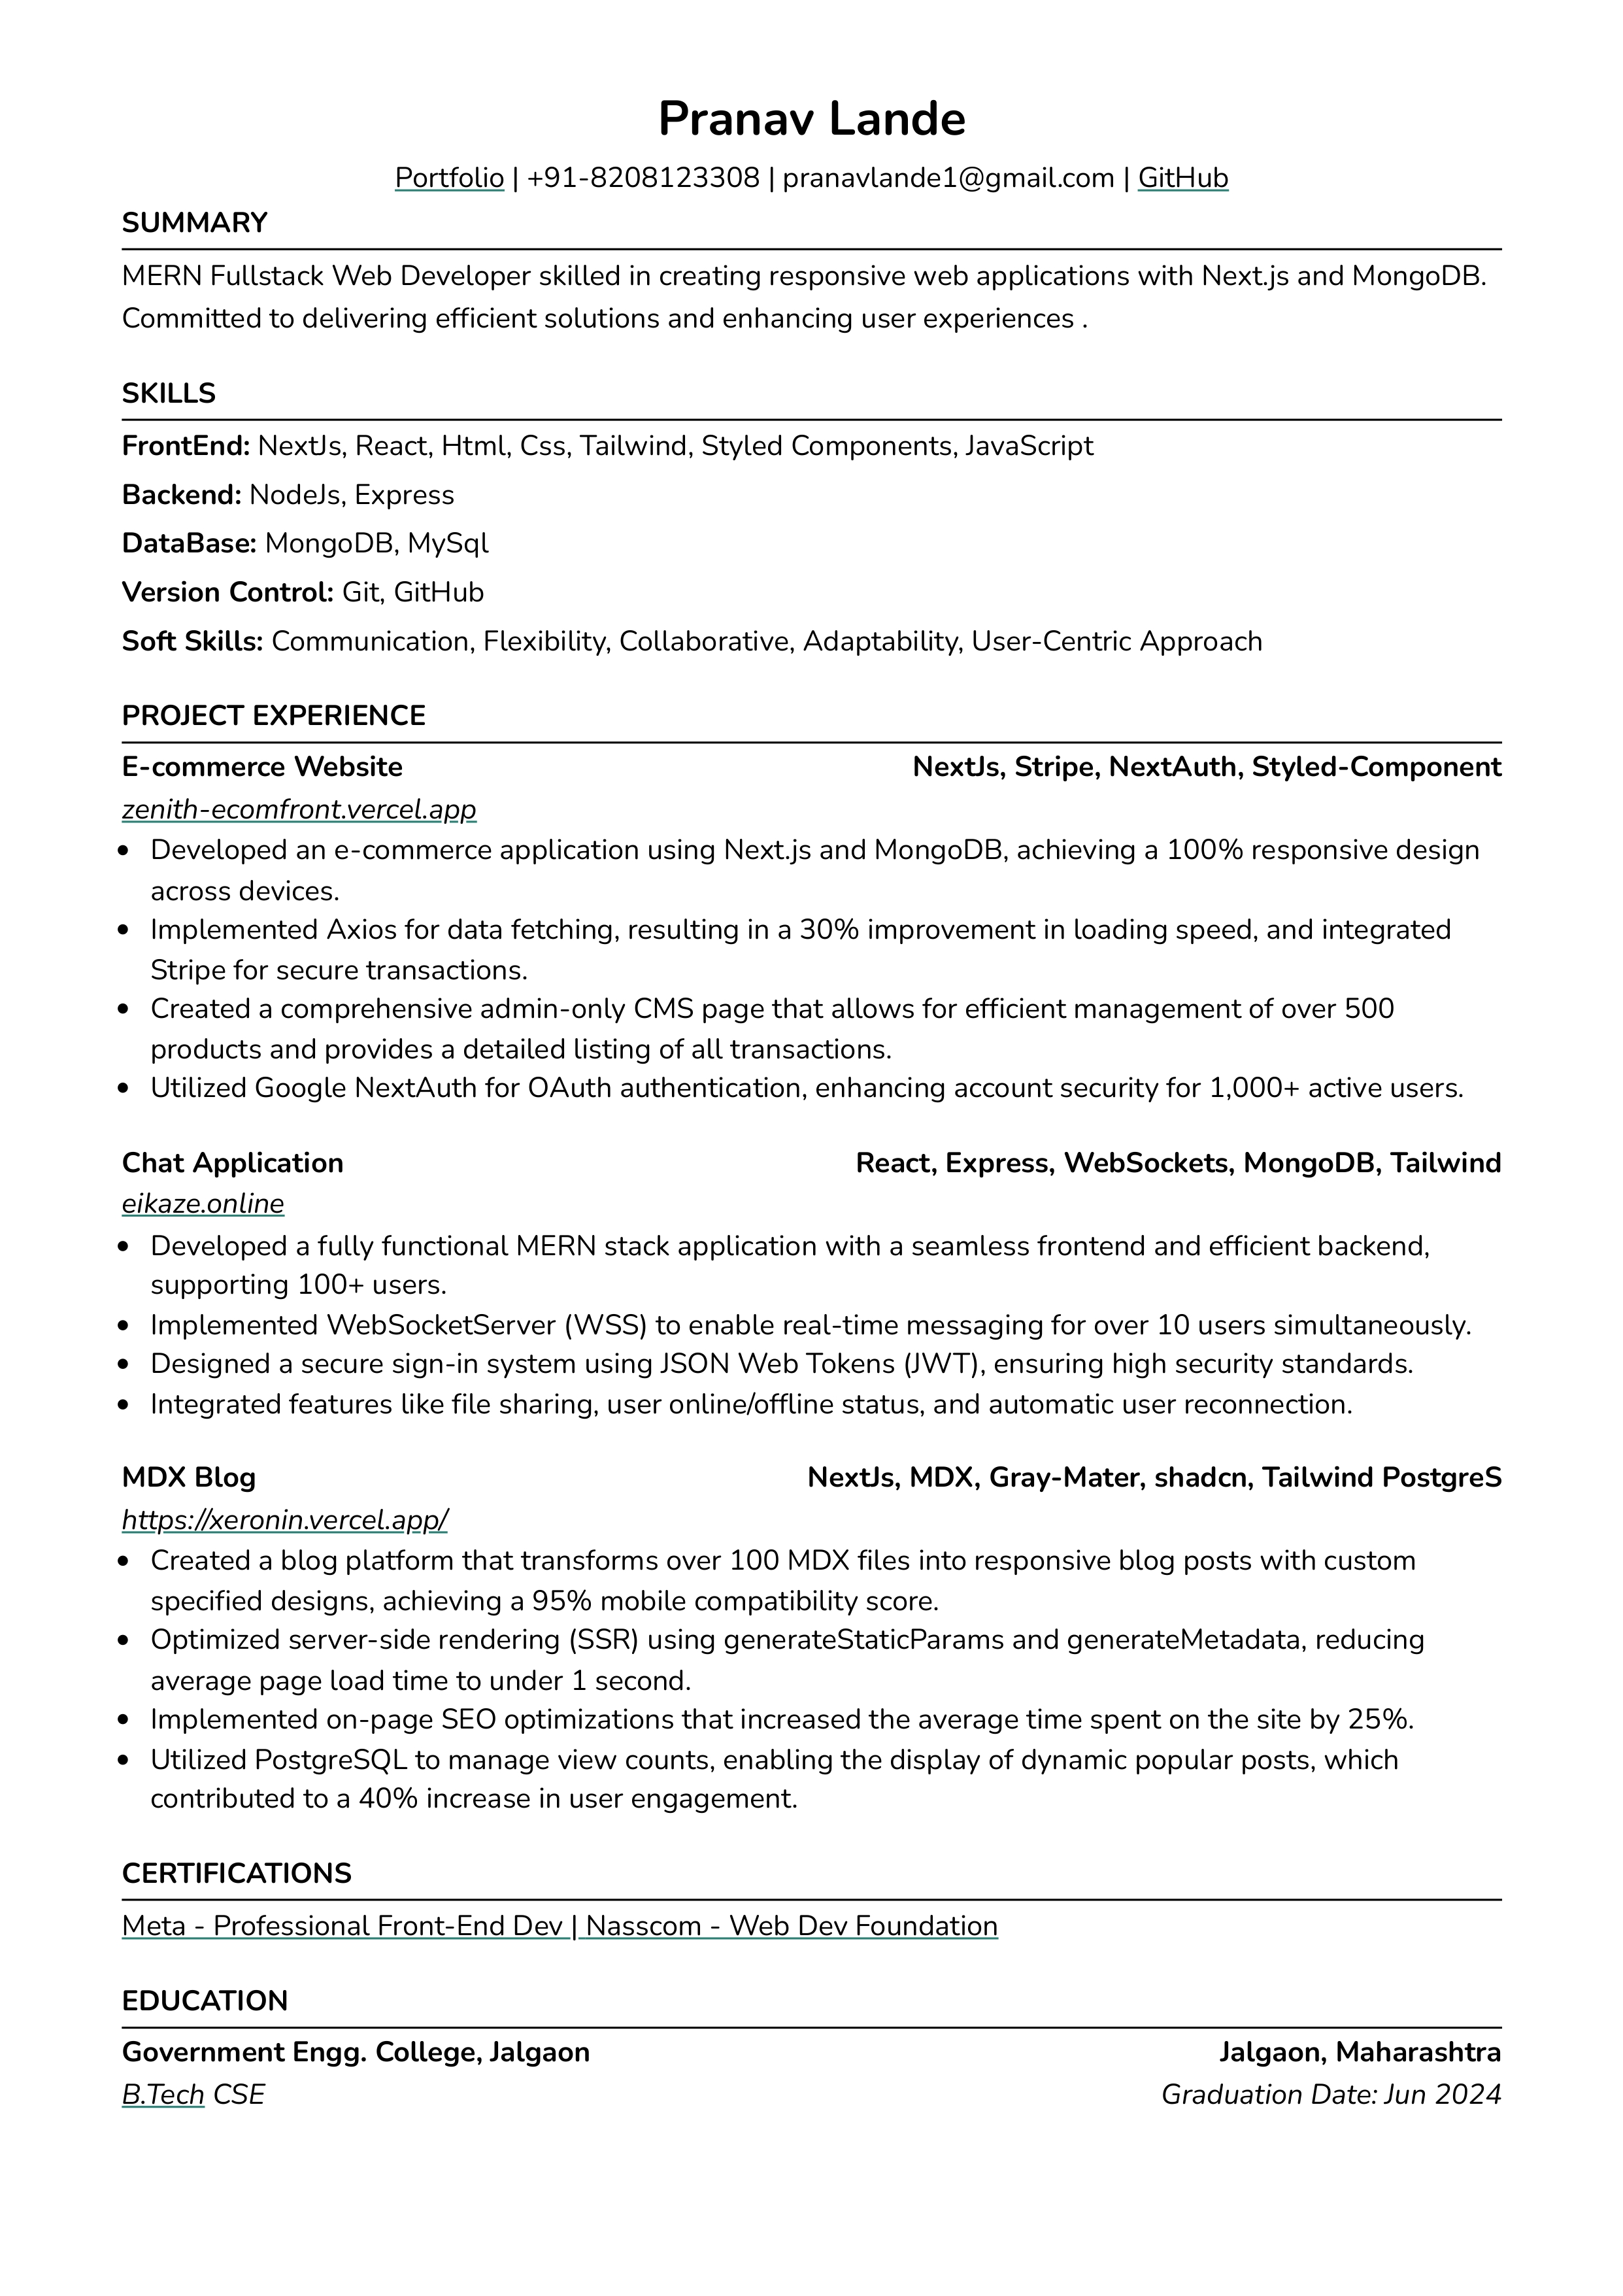 Pranav Lande
Portfolio | +91-8208123308 | pranavlande1@gmail.com | GitHub
SUMMARY
MERN Fullstack Web Developer skilled in creating responsive web applications with Next.js and MongoDB.
Committed to delivering efficient solutions and enhancing user experiences .
SKILLS
FrontEnd: NextJs, React, Html, Css, Tailwind, Styled Components, JavaScript
Backend: NodeJs, Express
DataBase: MongoDB, MySql
Version Control: Git, GitHub
Soft Skills: Communication, Flexibility, Collaborative, Adaptability, User-Centric Approach
PROJECT EXPERIENCE
E-commerce Website NextJs, Stripe, NextAuth, Styled-Component
zenith-ecomfront.vercel.app
• Developed an e-commerce application using Next.js and MongoDB, achieving a 100% responsive design
across devices.
• Implemented Axios for data fetching, resulting in a 30% improvement in loading speed, and integrated
Stripe for secure transactions.
• Created a comprehensive admin-only CMS page that allows for efficient management of over 500
products and provides a detailed listing of all transactions.
• Utilized Google NextAuth for OAuth authentication, enhancing account security for 1,000+ active users.
Chat Application React, Express, WebSockets, MongoDB, Tailwind
eikaze.online
• Developed a fully functional MERN stack application with a seamless frontend and efficient backend,
supporting 100+ users.
• Implemented WebSocketServer (WSS) to enable real-time messaging for over 10 users simultaneously.
• Designed a secure sign-in system using JSON Web Tokens (JWT), ensuring high security standards.
• Integrated features like file sharing, user online/offline status, and automatic user reconnection.
MDX Blog NextJs, MDX, Gray-Mater, shadcn, Tailwind PostgreS
https://xeronin.vercel.app/
• Created a blog platform that transforms over 100 MDX files into responsive blog posts with custom
specified designs, achieving a 95% mobile compatibility score.
• Optimized server-side rendering (SSR) using generateStaticParams and generateMetadata, reducing
average page load time to under 1 second.
• Implemented on-page SEO optimizations that increased the average time spent on the site by 25%.
• Utilized PostgreSQL to manage view counts, enabling the display of dynamic popular posts, which
contributed to a 40% increase in user engagement.
CERTIFICATIONS
Meta - Professional Front-End Dev | Nasscom - Web Dev Foundation
EDUCATION
Government Engg. College, Jalgaon Jalgaon, Maharashtra
B.Tech CSE Graduation Date: Jun 2024